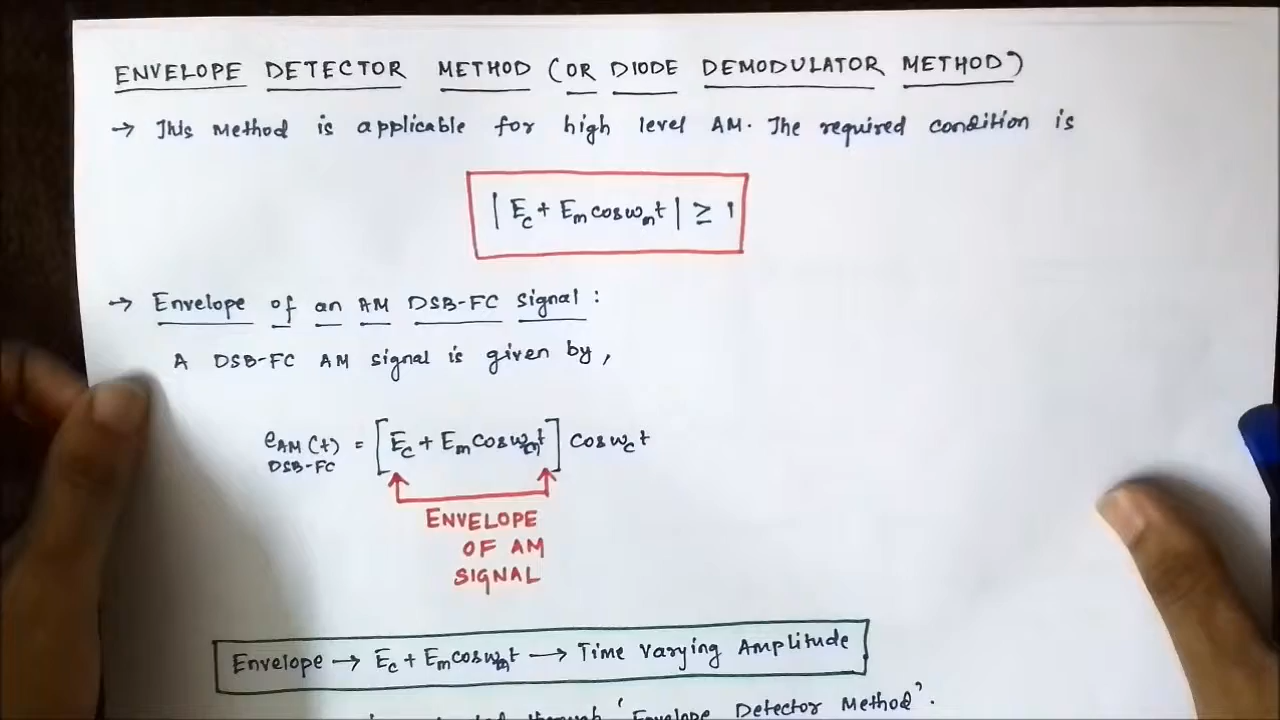 ENVELOPE DETECTOR METHOD (OR DIODE DEMODULATOR METHOD)
→ This Method is applicable for high level AM. The required condition is
| Ec + Em cos ωmt | ≥ 1
→ Envelope of an AM DSB-FC signal :
A DSB-FC AM signal is given by,
eAM(t) = [Ec + Em cos ωmt] cos ωct
DSB-FC
ENVELOPE
OF AM
SIGNAL
Envelope → Ec + Em cos ωmt → Time Varying Amplitude
through 'Envelope Detector Method'.